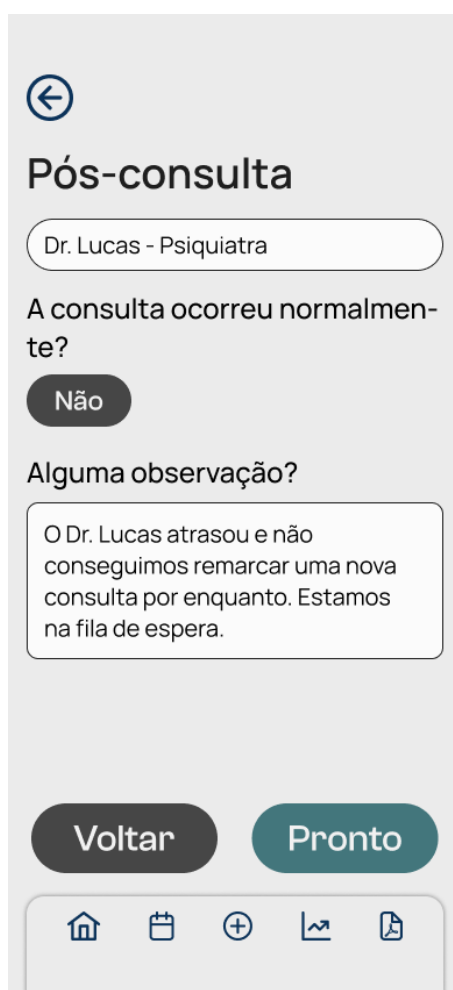 Pós-consulta
Dr. Lucas - Psiquiatra
A consulta ocorreu normalmen-
te?
Não
Alguma observação?
O Dr. Lucas atrasou e não
conseguimos remarcar uma nova
consulta por enquanto. Estamos
na fila de espera.
Voltar
Pronto